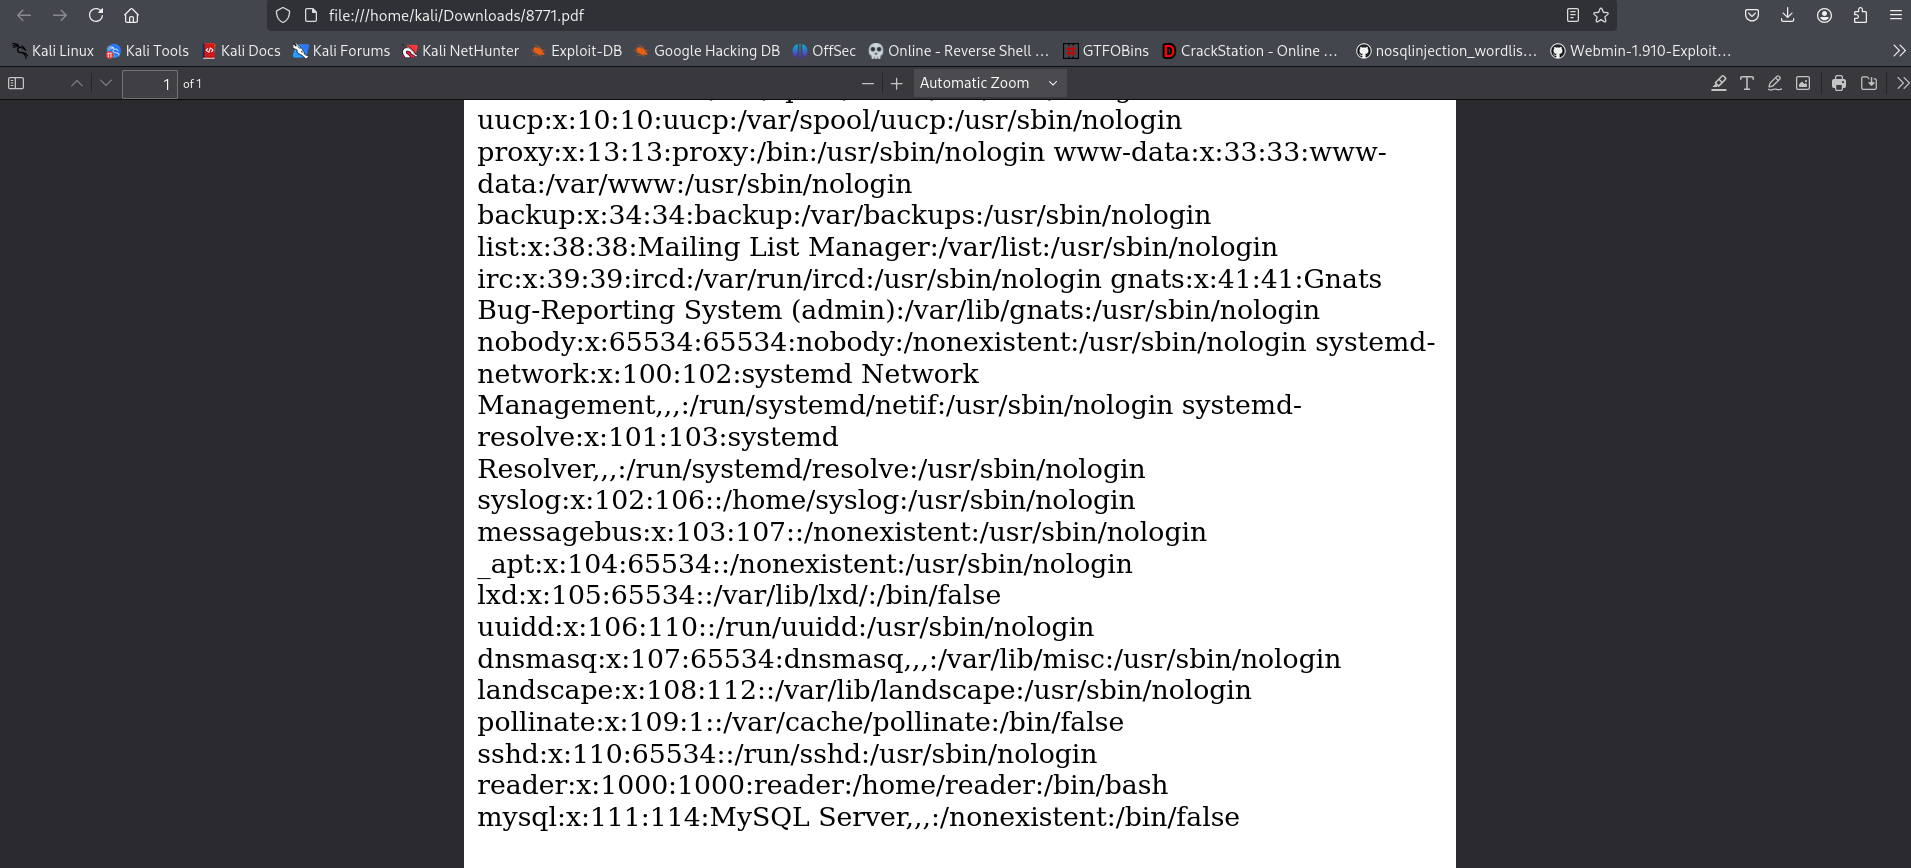 file:///home/kali/Downloads/8771.pdf
Kali Linux Kali Tools Kali Docs Kali Forums Kali NetHunter Exploit-DB Google Hacking DB OffSec Online - Reverse Shell ... GTFOBins CrackStation - Online ... nosqlinjection_wordlis... Webmin-1.910-Exploit...
1 of 1 Automatic Zoom
uucp:x:10:10:uucp:/var/spool/uucp:/usr/sbin/nologin
proxy:x:13:13:proxy:/bin:/usr/sbin/nologin www-data:x:33:33:www-
data:/var/www:/usr/sbin/nologin
backup:x:34:34:backup:/var/backups:/usr/sbin/nologin
list:x:38:38:Mailing List Manager:/var/list:/usr/sbin/nologin
irc:x:39:39:ircd:/var/run/ircd:/usr/sbin/nologin gnats:x:41:41:Gnats
Bug-Reporting System (admin):/var/lib/gnats:/usr/sbin/nologin
nobody:x:65534:65534:nobody:/nonexistent:/usr/sbin/nologin systemd-
network:x:100:102:systemd Network
Management,,,:/run/systemd/netif:/usr/sbin/nologin systemd-
resolve:x:101:103:systemd
Resolver,,,:/run/systemd/resolve:/usr/sbin/nologin
syslog:x:102:106::/home/syslog:/usr/sbin/nologin
messagebus:x:103:107::/nonexistent:/usr/sbin/nologin
_apt:x:104:65534::/nonexistent:/usr/sbin/nologin
lxd:x:105:65534::/var/lib/lxd/:/bin/false
uuidd:x:106:110::/run/uuidd:/usr/sbin/nologin
dnsmasq:x:107:65534:dnsmasq,,,:/var/lib/misc:/usr/sbin/nologin
landscape:x:108:112::/var/lib/landscape:/usr/sbin/nologin
pollinate:x:109:1::/var/cache/pollinate:/bin/false
sshd:x:110:65534::/run/sshd:/usr/sbin/nologin
reader:x:1000:1000:reader:/home/reader:/bin/bash
mysql:x:111:114:MySQL Server,,,:/nonexistent:/bin/false